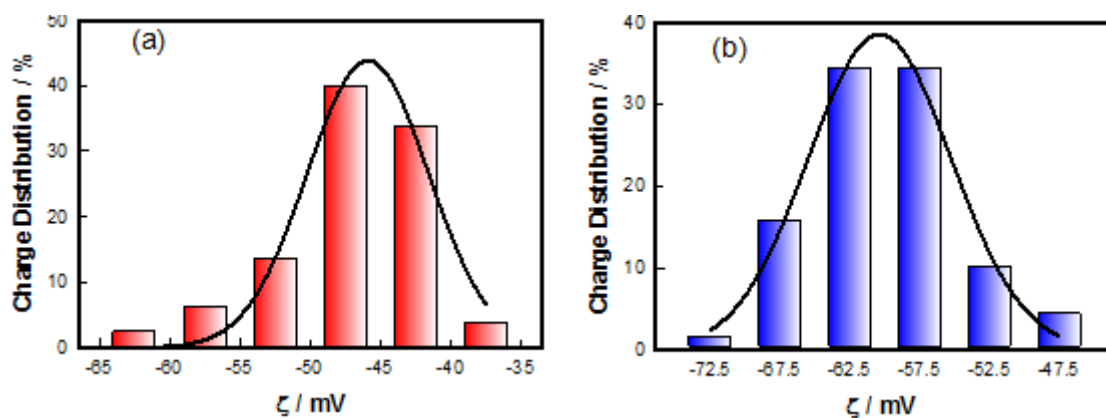 (a)
Charge Distribution / %
50
40
30
20
10
0
-65 -60 -55 -50 -45 -40 -35
ζ / mV
(b)
Charge Distribution / %
40
30
20
10
0
-72.5 -67.5 -62.5 -57.5 -52.5 -47.5
ζ / mV